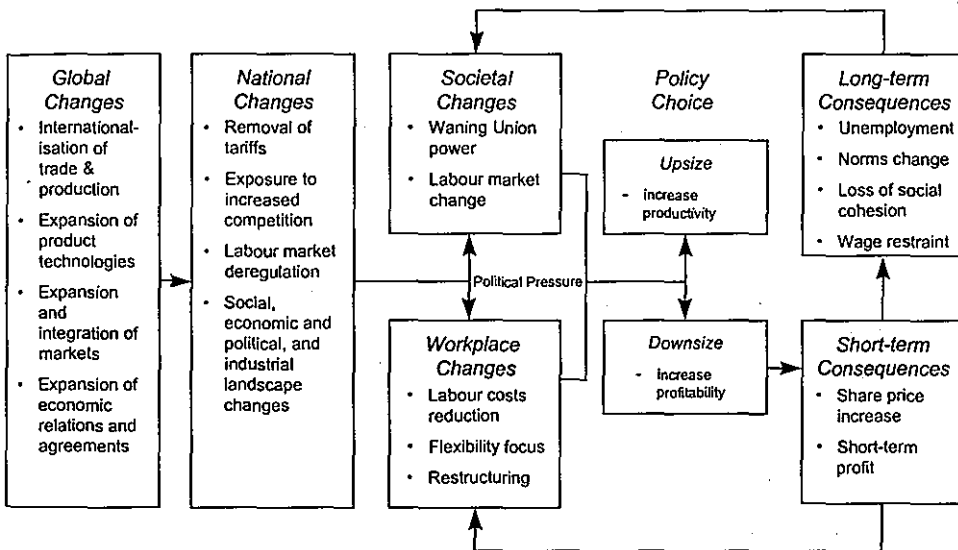 Global
Changes
• International-
isation of
trade &
production
• Expansion of
product
technologies
• Expansion
and
integration of
markets
• Expansion of
economic
relations and
agreements
National
Changes
• Removal of
tariffs
• Exposure to
increased
competition
• Labour market
deregulation
• Social,
economic and
political, and
industrial
landscape
changes
Societal
Changes
• Waning Union
power
• Labour market
change
Political Pressure
Workplace
Changes
• Labour costs
reduction
• Flexibility focus
• Restructuring
Policy
Choice
Upsize
- increase
productivity
Downsize
- increase
profitability
Long-term
Consequences
• Unemployment
• Norms change
• Loss of social
cohesion
• Wage restraint
Short-term
Consequences
• Share price
increase
• Short-term
profit